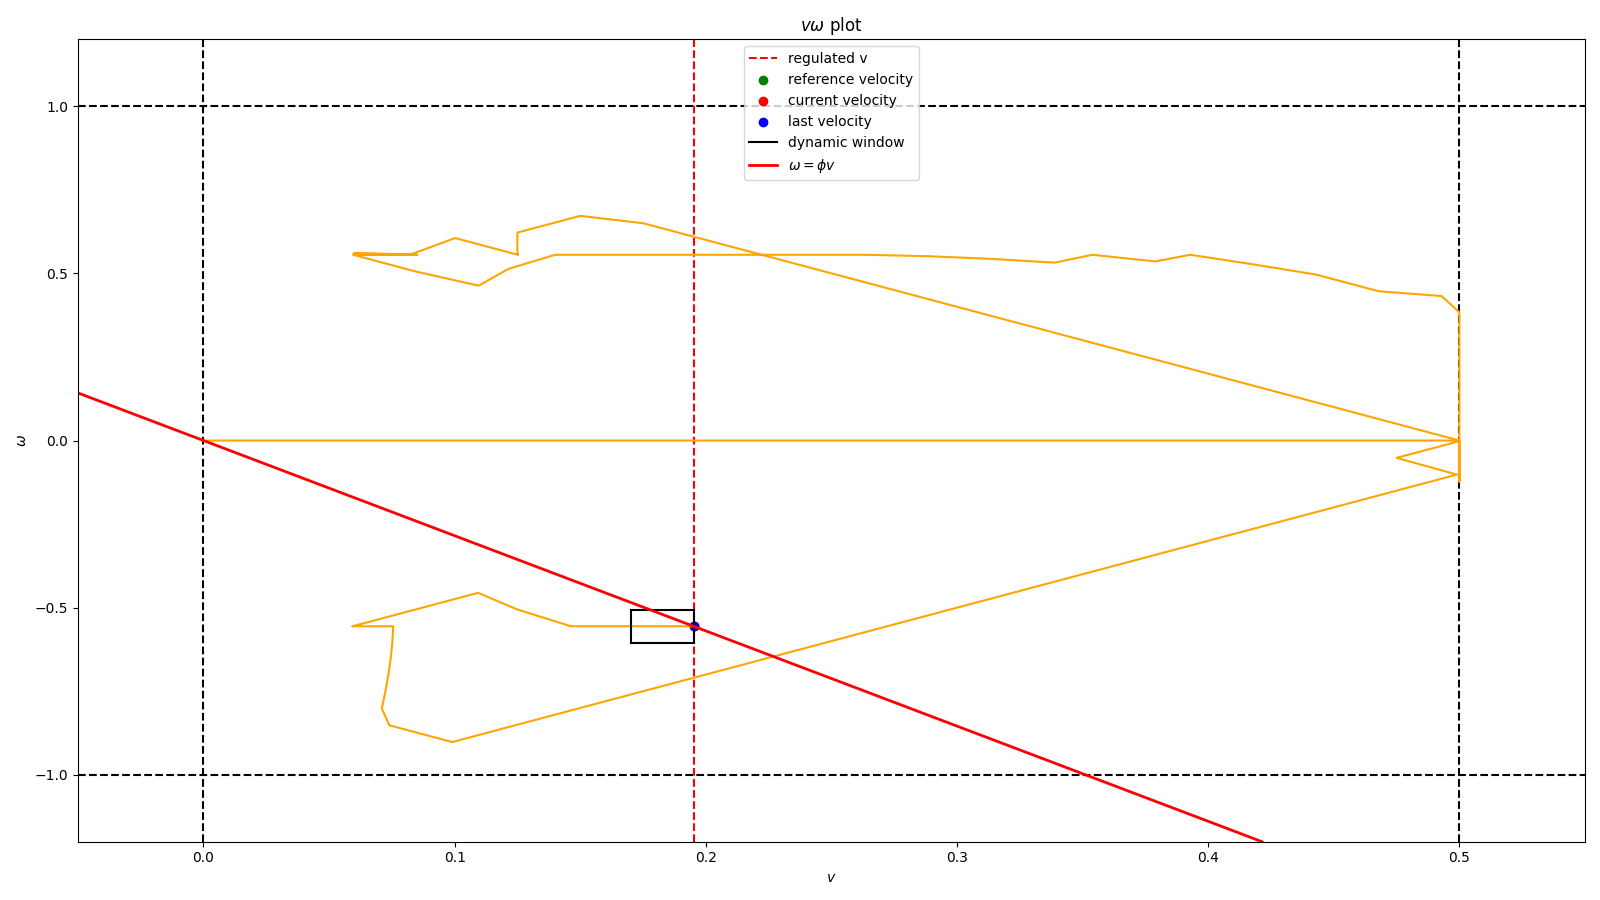 vω plot
regulated v
reference velocity
current velocity
last velocity
dynamic window
ω = ϕv
1.0
0.5
0.0
−0.5
−1.0
ω
0.0 0.1 0.2 0.3 0.4 0.5
v